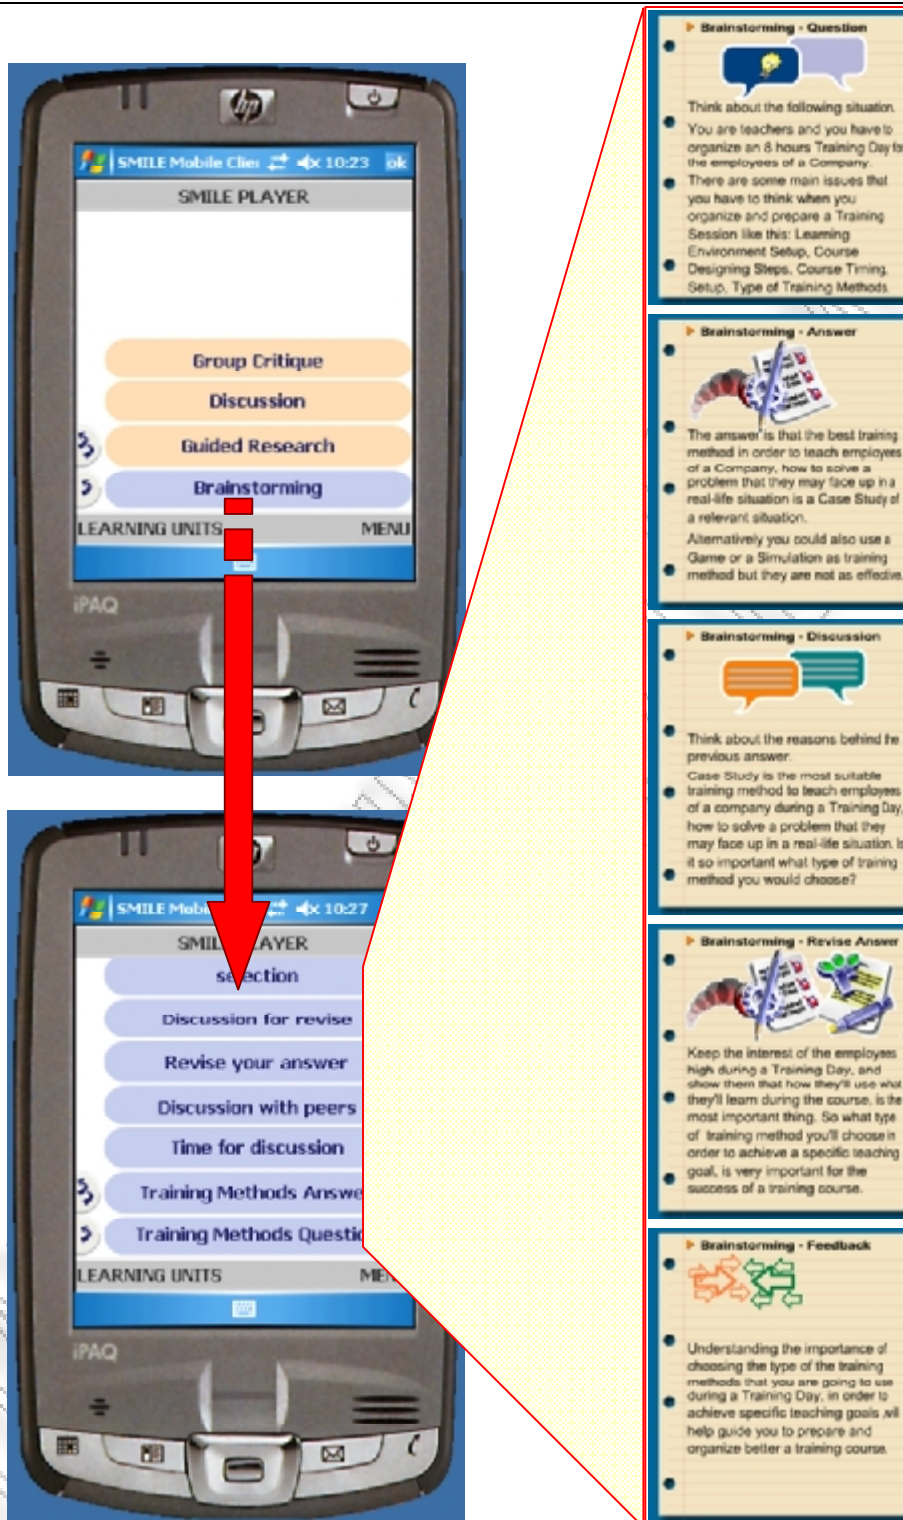 hp
SMILE Mobile Clier 10:23 ok
SMILE PLAYER
Group Critique
Discussion
Guided Research
Brainstorming
LEARNING UNITS MENU
iPAQ
SMILE Mobi 10:27
SMIL AYER
se ection
Discussion for revise
Revise your answer
Discussion with peers
Time for discussion
Training Methods Answe
Training Methods Questio
LEARNING UNITS MEN
iPAQ
Brainstorming - Question
Think about the following situation.
You are teachers and you have to
organize an 8 hours Training Day for
the employees of a Company.
There are some main issues that
you have to think when you
organize and prepare a Training
Session like this: Learning
Environment Setup, Course
Designing Steps, Course Timing,
Setup, Type of Training Methods.
Brainstorming - Answer
The answer is that the best training
method in order to teach employees
of a Company, how to solve a
problem that they may face up in a
real-life situation is a Case Study of
a relevant situation.
Alternatively you could also use a
Game or a Simulation as training
method but they are not as effective.
Brainstorming - Discussion
Think about the reasons behind the
previous answer.
Case Study is the most suitable
training method to teach employees
of a company during a Training Day,
how to solve a problem that they
may face up in a real-life situation. Is
it so important what type of training
method you would choose?
Brainstorming - Revise Answer
Keep the interest of the employees
high during a Training Day, and
show them that how they'll use what
they'll learn during the course, is the
most important thing. So what type
of training method you'll choose in
order to achieve a specific teaching
goal, is very important for the
success of a training course.
Brainstorming - Feedback
Understanding the importance of
choosing the type of the training
methods that you are going to use
during a Training Day, in order to
achieve specific teaching goals ,will
help guide you to prepare and
organize better a training course.